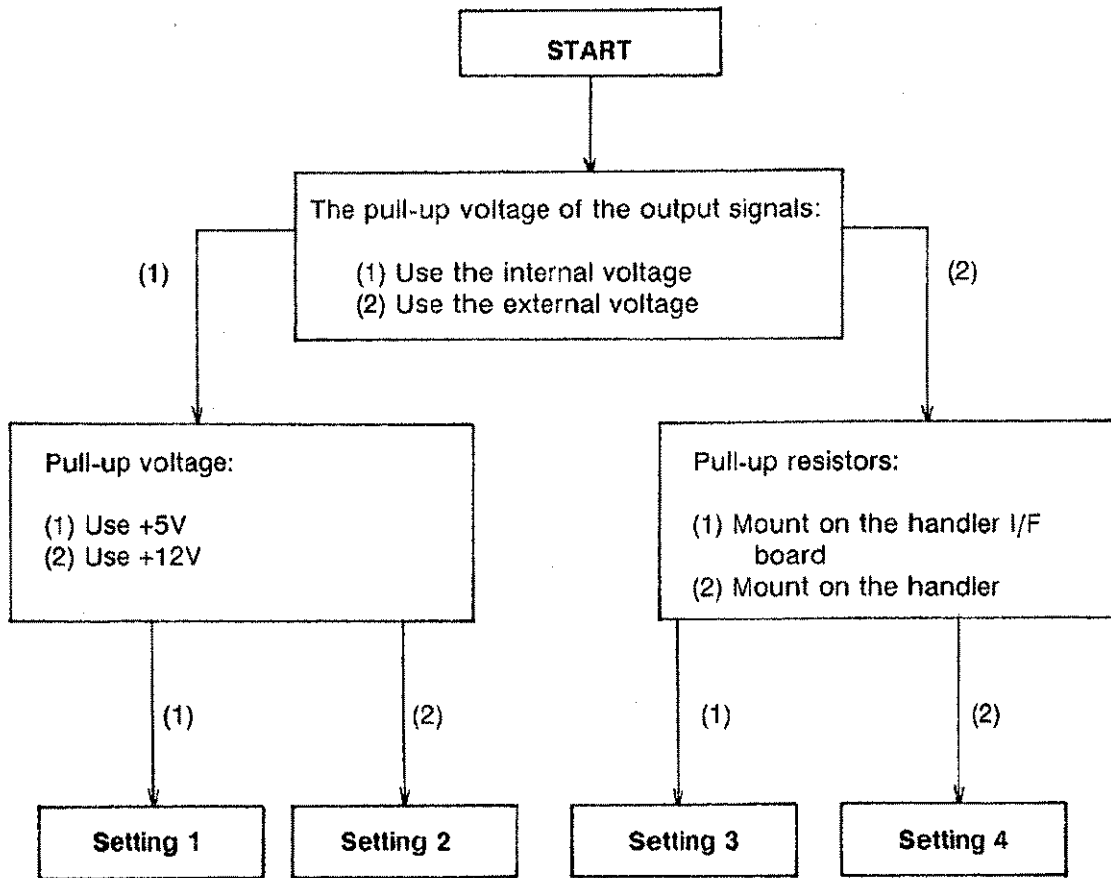 START
The pull-up voltage of the output signals:
(1) Use the internal voltage
(2) Use the external voltage
(1)
(2)
Pull-up voltage:
(1) Use +5V
(2) Use +12V
Pull-up resistors:
(1) Mount on the handler I/F
board
(2) Mount on the handler
(1)
(2)
(1)
(2)
Setting 1
Setting 2
Setting 3
Setting 4